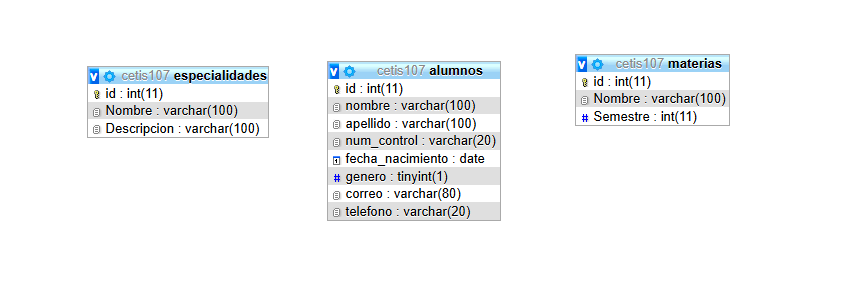 cetis107 especialidades
id : int(11)
Nombre : varchar(100)
Descripcion : varchar(100)
cetis107 alumnos
id : int(11)
nombre : varchar(100)
apellido : varchar(100)
num_control : varchar(20)
fecha_nacimiento : date
# genero : tinyint(1)
correo : varchar(80)
telefono : varchar(20)
cetis107 materias
id : int(11)
Nombre : varchar(100)
# Semestre : int(11)